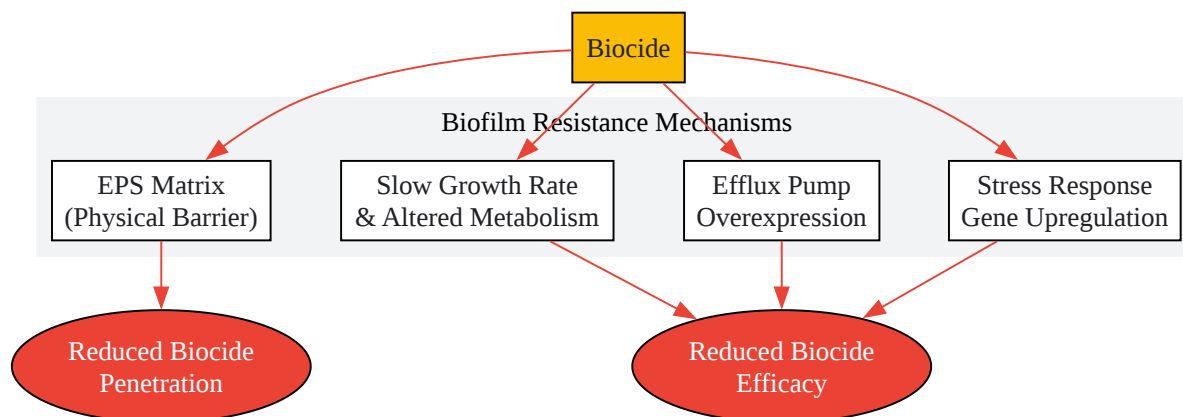 Biocide
Biofilm Resistance Mechanisms
EPS Matrix
(Physical Barrier)
Slow Growth Rate
& Altered Metabolism
Efflux Pump
Overexpression
Stress Response
Gene Upregulation
Reduced Biocide
Penetration
Reduced Biocide
Efficacy